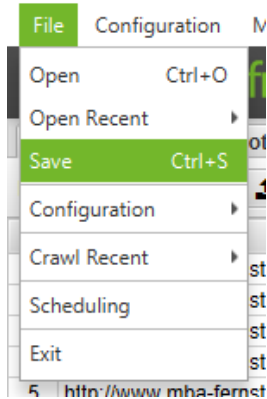 File Configuration M
Open Ctrl+O
Open Recent
Save Ctrl+S
Configuration
Crawl Recent
Scheduling
Exit
5 http://www.mba-fernst